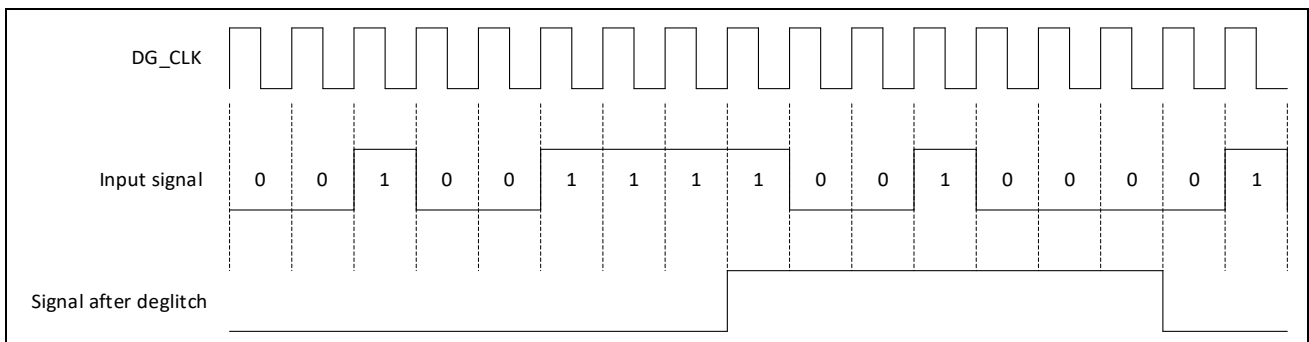 DG_CLK
Input signal 0 0 1 0 0 1 1 1 1 0 0 1 0 0 0 0 1
Signal after deglitch